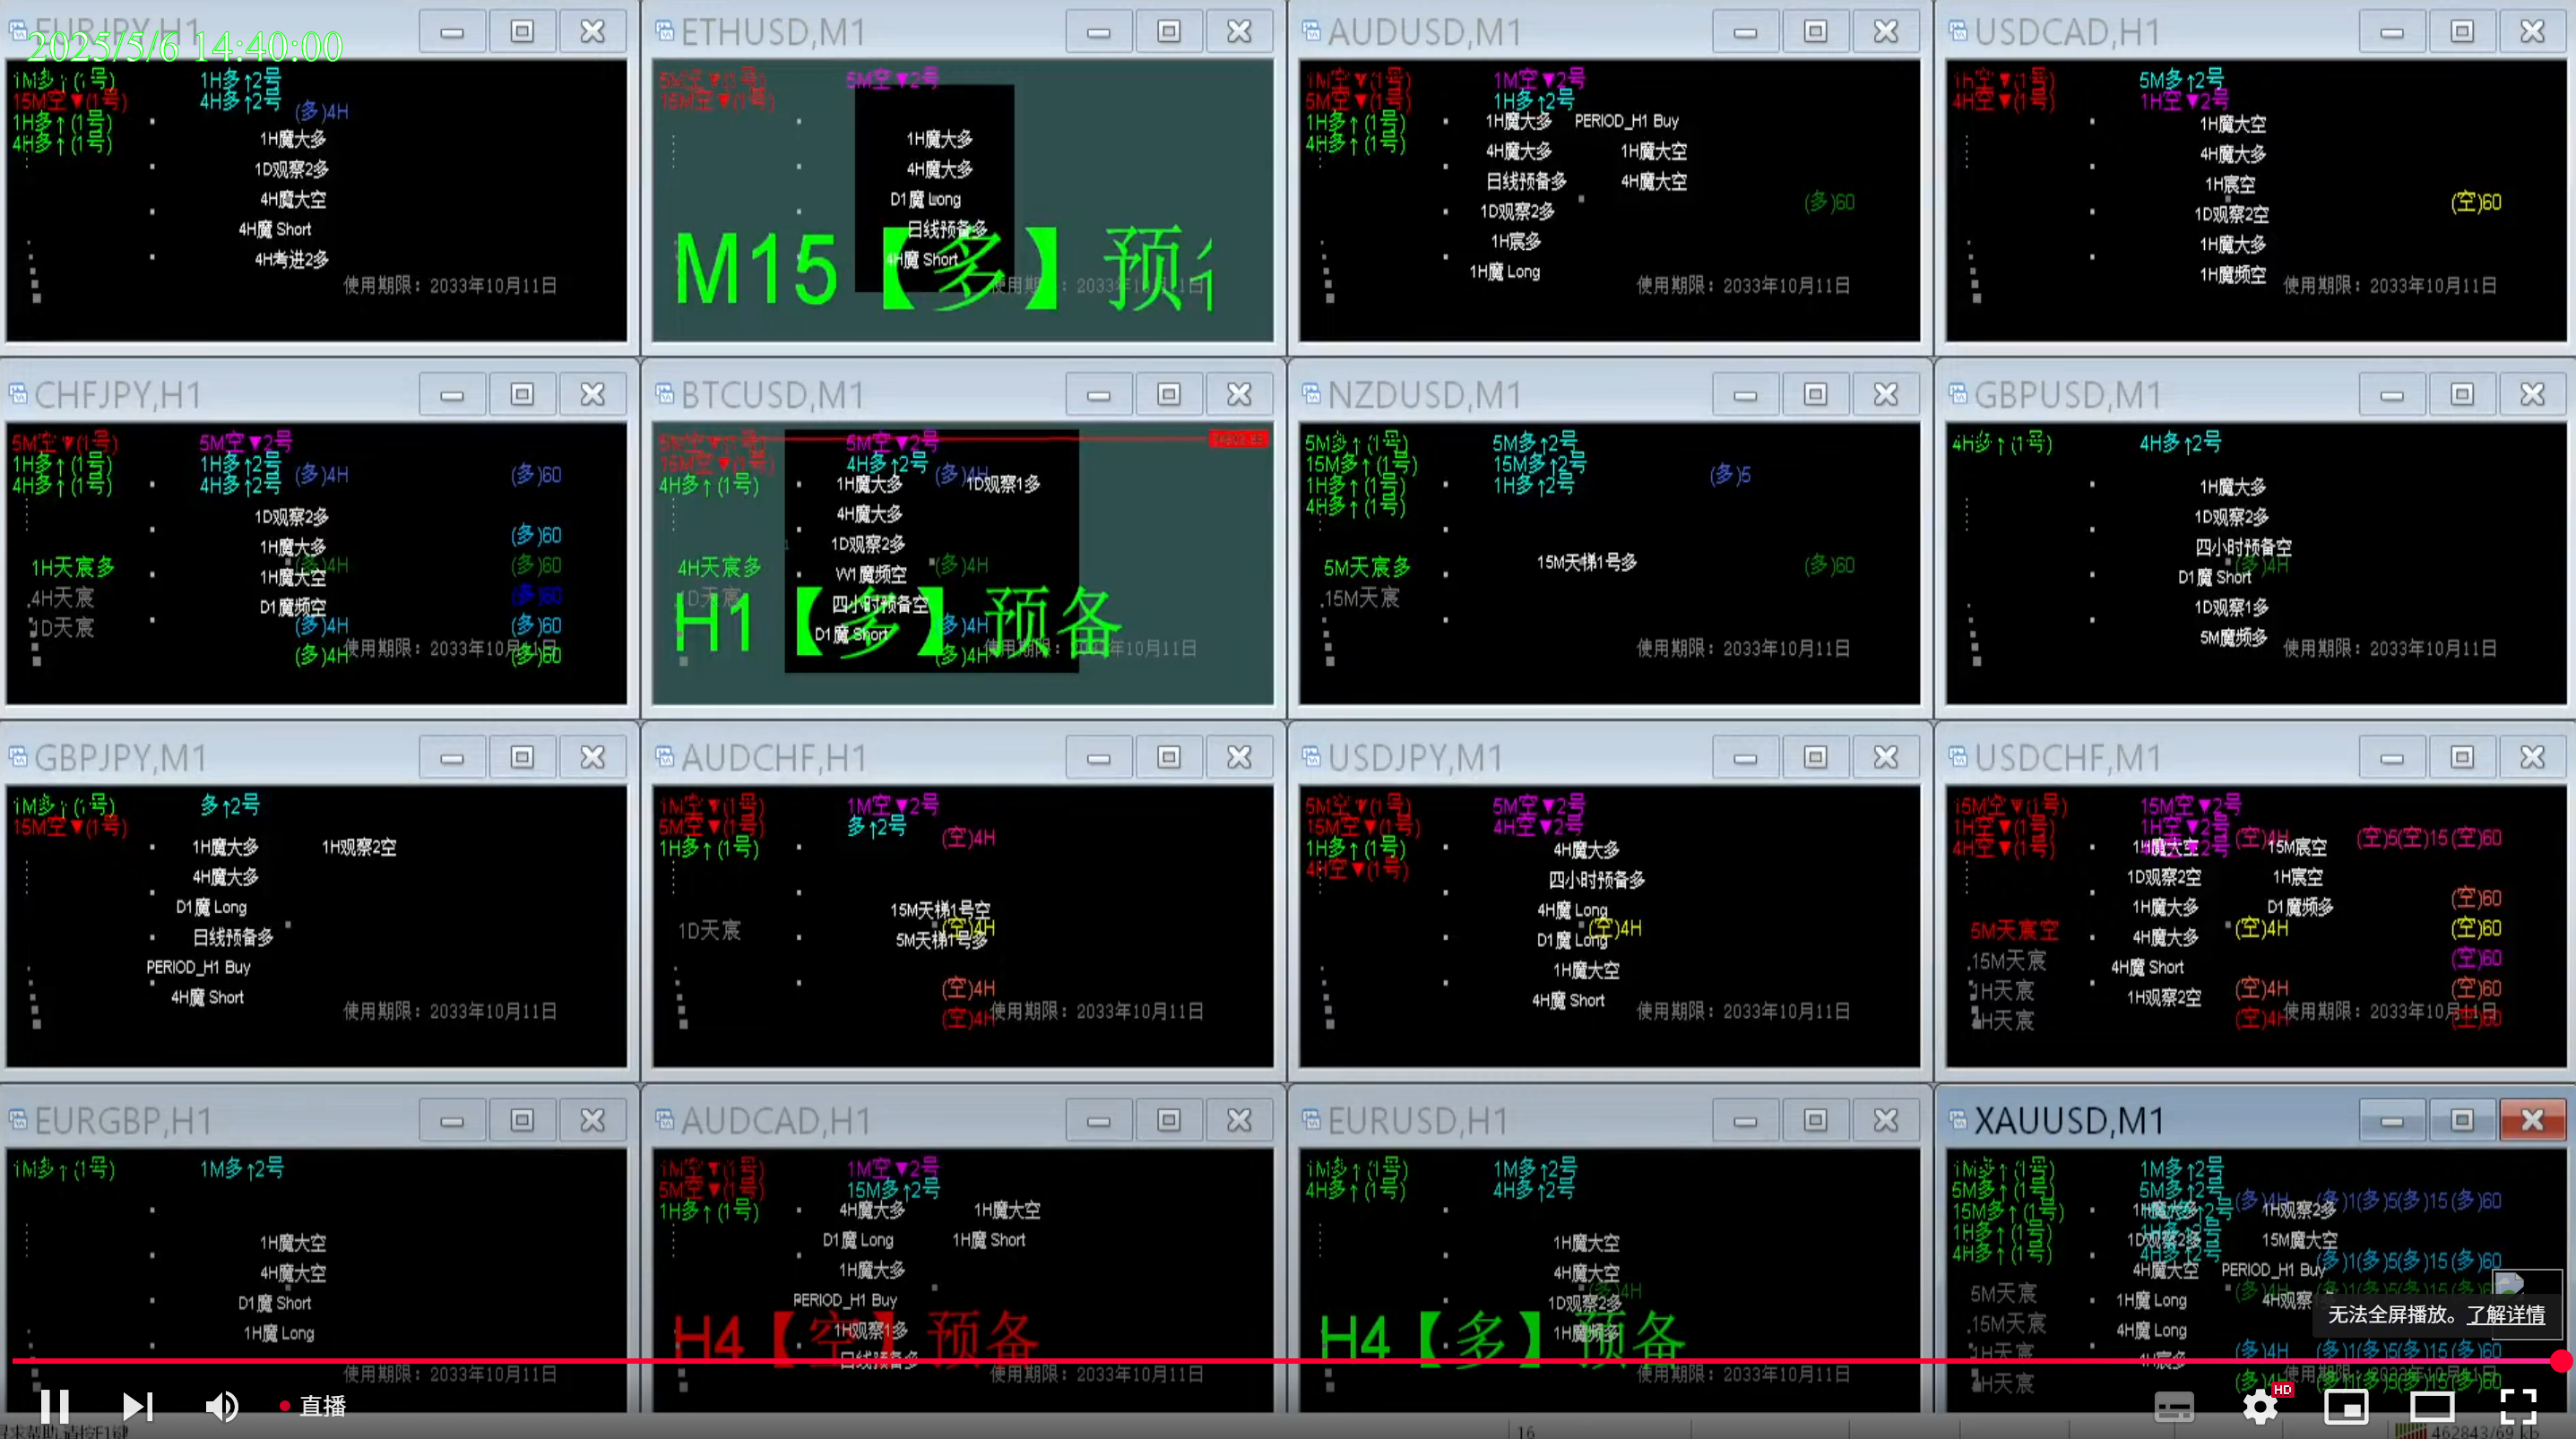 EURJPY,H1
2025/5/6 14:40:00
1M多↑(1号) 1H多↑2号
15M空▼(1号) 4H多↑2号 (多)4H
1H多↑(1号)
4H多↑(1号)
1H魔大多
1D观察2多
4H魔大空
4H魔 Short
4H考进2多
使用期限：2033年10月11日
ETHUSD,M1
5M空▼(1号) 5M空▼2号
15M空▼(1号)
1H魔大多
4H魔大多
D1魔 Long
日线预备多
4H魔 Short
M15【多】预
使用期限：2033年10月11日
AUDUSD,M1
1M空▼(1号) 1M空▼2号
5M空▼(1号) 1H多↑2号
1H多↑(1号) 1H魔大多 PERIOD_H1 Buy
4H多↑(1号) 4H魔大多 1H魔大空
日线预备多 4H魔大空
(多)60
1D观察2多
1H宸多
1H魔 Long
使用期限：2033年10月11日
USDCAD,H1
1H空▼(1号) 5M多↑2号
4H空▼(1号) 1H空▼2号
1H魔大空
4H魔大多
1H宸空
(空)60
1D观察2空
1H魔大多
1H魔频空
使用期限：2033年10月11日
CHFJPY,H1
5M空▼(1号) 5M空▼2号
1H多↑(1号) 1H多↑2号 (多)4H (多)60
4H多↑(1号) 4H多↑2号
1D观察2多 (多)60
1H魔大多
1H天宸多 (多)4H (多)60
1H魔大空
4H天宸 (多)60
D1魔频空
1D天宸 (多)4H (多)60
使用期限：2033年10月11日
(多)4H (多)60
BTCUSD,M1
5M空▼(1号) 5M空▼2号
15M空▼(1号) 4H多↑2号 (多)4H
4H多↑(1号) 1H魔大多 1D观察1多
4H魔大多
1D观察2多
4H天宸多 (多)4H
W1魔频空
1D天宸 四小时预备空
D1魔 Short (多)4H
H1【多】预备
(多)4H 使用期限：2033年10月11日
NZDUSD,M1
5M多↑(1号) 5M多↑2号
15M多↑(1号) 15M多↑2号 (多)5
1H多↑(1号) 1H多↑2号
4H多↑(1号)
15M天梯1号多
5M天宸多 (多)60
15M天宸
使用期限：2033年10月11日
GBPUSD,M1
4H多↑(1号) 4H多↑2号
1H魔大多
1D观察2多
四小时预备空
(多)4H
D1魔 Short
1D观察1多
5M魔频多
使用期限：2033年10月11日
GBPJPY,M1
1M多↑(1号) 多↑2号
15M空▼(1号)
1H魔大多 1H观察2空
4H魔大多
D1魔 Long
日线预备多
PERIOD_H1 Buy
4H魔 Short
使用期限：2033年10月11日
AUDCHF,H1
1M空▼(1号) 1M空▼2号
5M空▼(1号) 多↑2号 (空)4H
1H多↑(1号)
15M天梯1号空
1D天宸 (空)4H
5M天梯1号多
(空)4H
使用期限：2033年10月11日
(空)4H
USDJPY,M1
5M空▼(1号) 5M空▼2号
15M空▼(1号) 4H空▼2号
1H多↑(1号) 4H魔大多
4H空▼(1号) 四小时预备多
4H魔 Long
(空)4H
D1魔 Long
1H魔大空
4H魔 Short
使用期限：2033年10月11日
USDCHF,M1
15M空▼(1号) 15M空▼2号
1H空▼(1号) 1H空▼2号 (空)4H (空)5(空)15(空)60
4H空▼(1号) 1H魔大空 15M宸空
1D观察2空 1H宸空
(空)60
1H魔大多 D1魔频多
5M天宸空 4H魔大多 (空)4H (空)60
15M天宸 4H魔 Short (空)60
1H天宸 1H观察2空 (空)4H (空)60
使用期限：2033年10月11日
4H天宸 (空)4H (空)60
EURGBP,H1
1M多↑(1号) 1M多↑2号
1H魔大空
4H魔大空
D1魔 Short
1H魔 Long
使用期限：2033年10月11日
AUDCAD,H1
1M空▼(1号) 1M空▼2号
5M空▼(1号) 15M多↑2号
1H多↑(1号) 4H魔大多 1H魔大空
D1魔 Long 1H魔 Short
1H魔大多
PERIOD_H1 Buy
1H观察1多
H4【空】预备
日线预备多
使用期限：2033年10月11日
EURUSD,H1
1M多↑(1号) 1M多↑2号
4H多↑(1号) 4H多↑2号
1H魔大空
4H魔大空
(多)4H
1D观察2多
1H魔频多
H4【多】预备
使用期限：2033年10月11日
XAUUSD,M1
1M多↑(1号) 1M多↑2号
5M多↑(1号) 5M多↑2号 (多)4H (多)1(多)5(多)15(多)60
15M多↑(1号) 1H观察2多
1H多↑(1号) 1D观察2多 15M魔大空
4H多↑(1号) 4H多↑2号 (多)1(多)5(多)15(多)60
4H魔大空 PERIOD_H1 Buy
5M天宸 1H魔 Long 4H观察
15M天宸 4H魔 Long
无法全屏播放。了解详情
1H天宸 4H宸多 (多)4H (多)1(多)5(多)15(多)60
使用期限：2033年10月11日
4H天宸
直播
HD
16